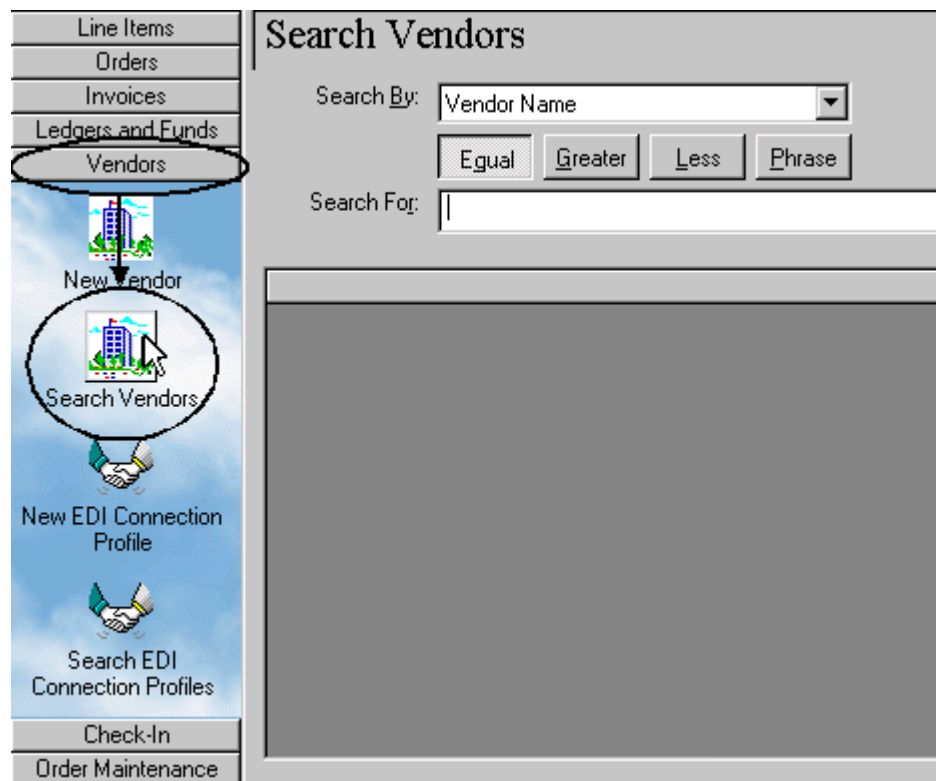 Line Items
Orders
Invoices
Ledgers and Funds
Vendors
New Vendor
Search Vendors
New EDI Connection
Profile
Search EDI
Connection Profiles
Check-In
Order Maintenance
Search Vendors
Search By:
Vendor Name
Equal Greater Less Phrase
Search For: